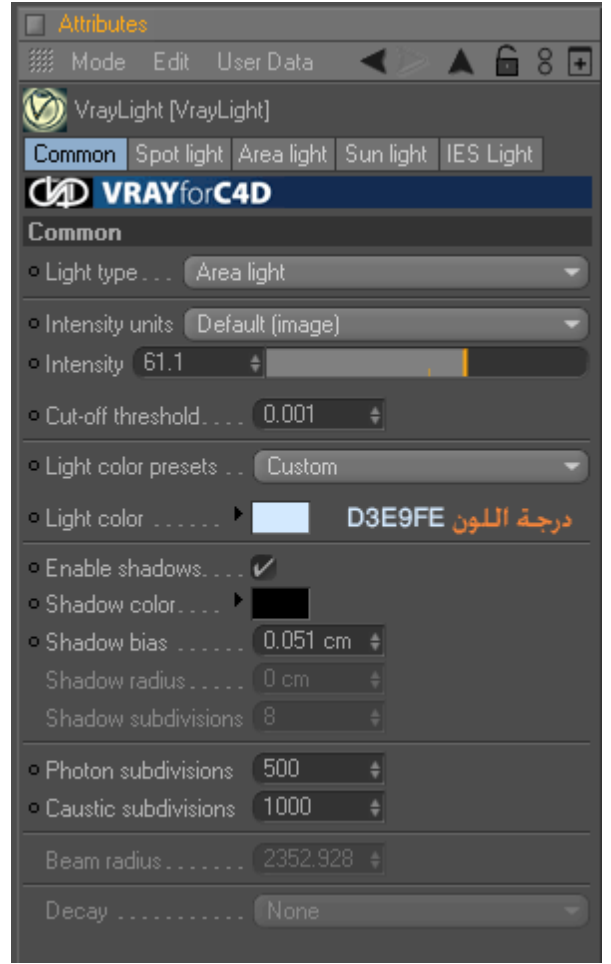 Attributes
Mode Edit User Data
VrayLight [VrayLight]
Common Spot light Area light Sun light IES Light
VRAYforC4D
Common
Light type . . . Area light
Intensity units Default (image)
Intensity 61.1
Cut-off threshold. . . . 0.001
Light color presets . . Custom
Light color . . . . . . D3E9FE درجة اللون
Enable shadows. . . .
Shadow color. . . .
Shadow bias . . . . . . 0.051 cm
Shadow radius . . . . . 0 cm
Shadow subdivisions 8
Photon subdivisions 500
Caustic subdivisions 1000
Beam radius. . . . . . . 2352.928
Decay . . . . . . . . . . . None